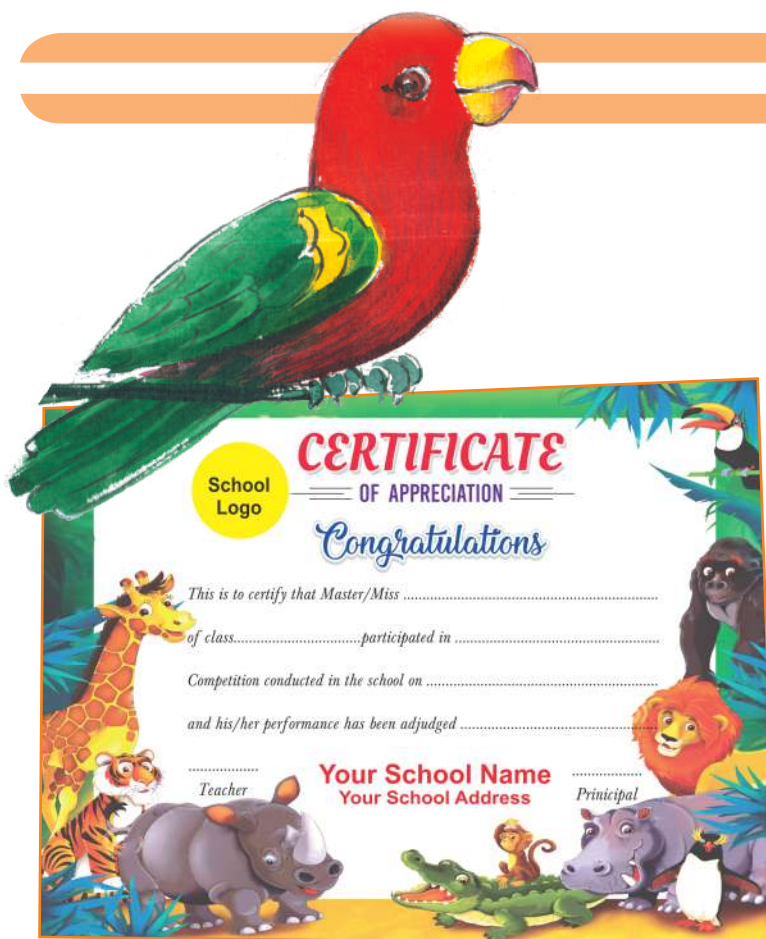 CERTIFICATE
School
Logo
OF APPRECIATION
Congratulations
This is to certify that Master/Miss ................................................................
of class................................participated in ...................................................
Competition conducted in the school on ..........................................................
and his/her performance has been adjudged .................................................
.................
Teacher
Your School Name
Your School Address
.................
Prinicipal